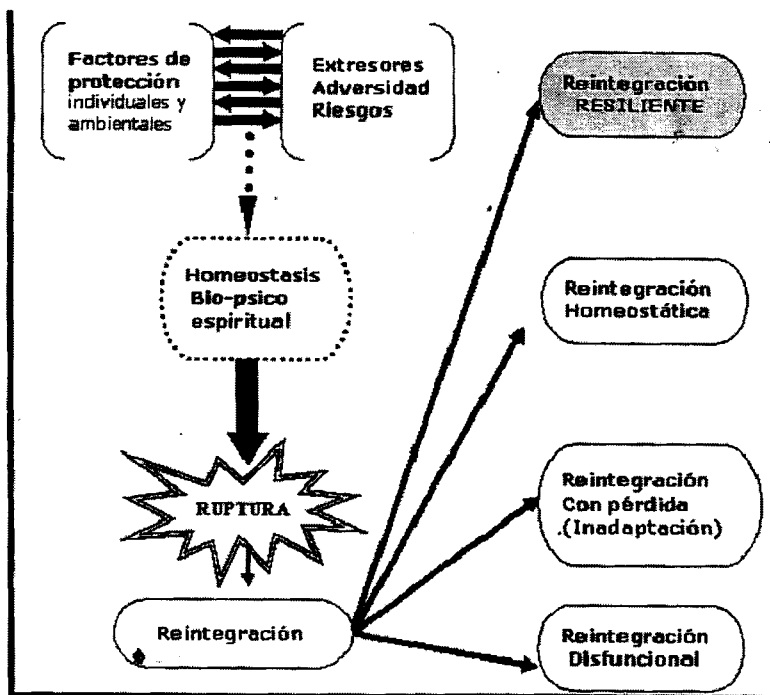 Factores de
protección
individuales y
ambientales
Extresores
Adversidad
Riesgos
Homeostasis
Bio-psico
espiritual
RUPTURA
Reintegración
Reintegración
RESILIENTE
Reintegración
Homeostática
Reintegración
Con pérdida
.(Inadaptación)
Reintegración
Disfuncional